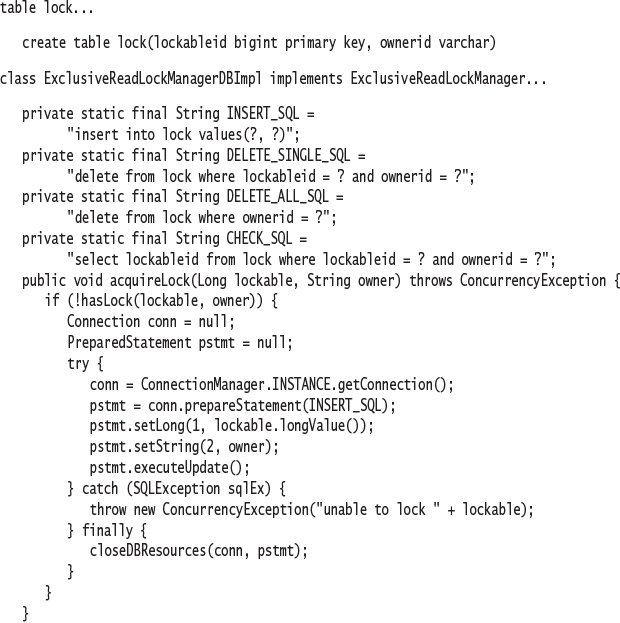 table lock...
create table lock(lockableid bigint primary key, ownerid varchar)
class ExclusiveReadLockManagerDBImpl implements ExclusiveReadLockManager...
private static final String INSERT_SQL =
"insert into lock values(?, ?)";
private static final String DELETE_SINGLE_SQL =
"delete from lock where lockableid = ? and ownerid = ?";
private static final String DELETE_ALL_SQL =
"delete from lock where ownerid = ?";
private static final String CHECK_SQL =
"select lockableid from lock where lockableid = ? and ownerid = ?";
public void acquireLock(Long lockable, String owner) throws ConcurrencyException {
if (!hasLock(lockable, owner)) {
Connection conn = null;
PreparedStatement pstmt = null;
try {
conn = ConnectionManager.INSTANCE.getConnection();
pstmt = conn.prepareStatement(INSERT_SQL);
pstmt.setLong(1, lockable.longValue());
pstmt.setString(2, owner);
pstmt.executeUpdate();
} catch (SQLException sqlEx) {
throw new ConcurrencyException("unable to lock " + lockable);
} finally {
closeDBResources(conn, pstmt);
}
}
}